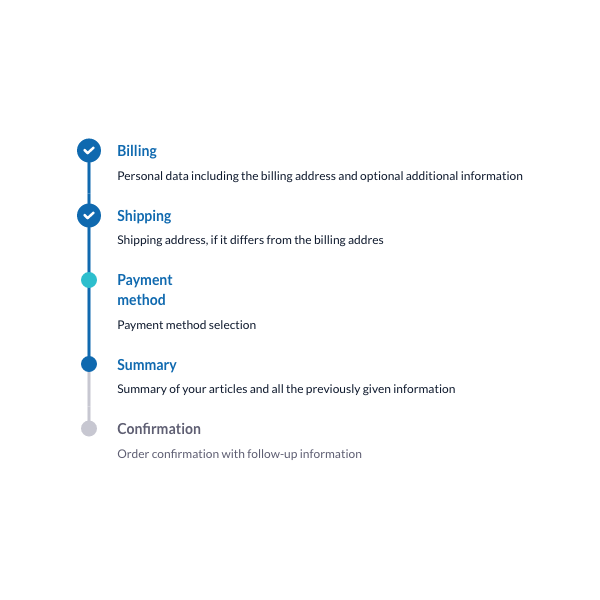 Billing
Personal data including the billing address and optional additional information
Shipping
Shipping address, if it differs from the billing addres
Payment
method
Payment method selection
Summary
Summary of your articles and all the previously given information
Confirmation
Order confirmation with follow-up information